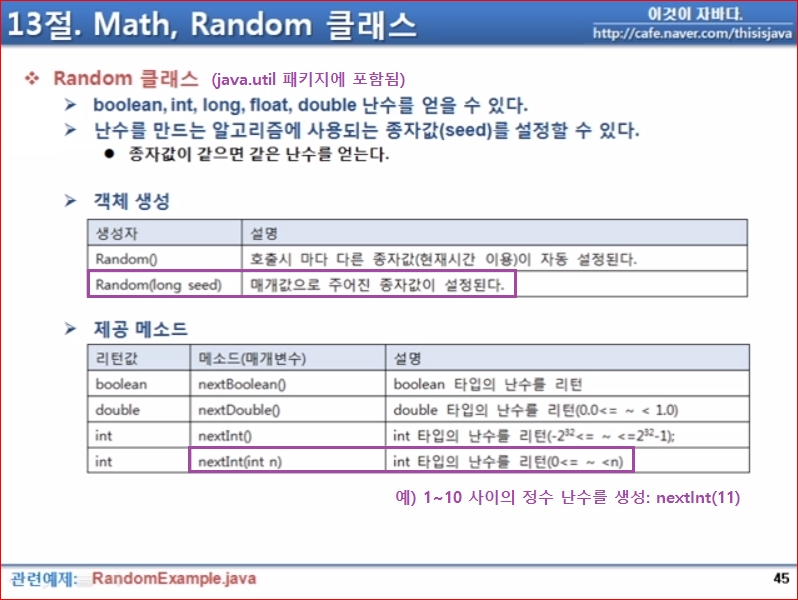 13절. Math, Random 클래스
이것이 자바다.
http://cafe.naver.com/thisisjava
❖ Random 클래스 (java.util 패키지에 포함됨)
➢ boolean, int, long, float, double 난수를 얻을 수 있다.
➢ 난수를 만드는 알고리즘에 사용되는 종자값(seed)를 설정할 수 있다.
● 종자값이 같으면 같은 난수를 얻는다.
➢ 객체 생성
생성자 설명
Random() 호출시 마다 다른 종자값(현재시간 이용)이 자동 설정된다.
Random(long seed) 매개값으로 주어진 종자값이 설정된다.
➢ 제공 메소드
리턴값 메소드(매개변수) 설명
boolean nextBoolean() boolean 타입의 난수를 리턴
double nextDouble() double 타입의 난수를 리턴(0.0<= ~ < 1.0)
int nextInt() int 타입의 난수를 리턴(-2³²<= ~ <=2³²-1);
int nextInt(int n) int 타입의 난수를 리턴(0<= ~ <n)
예) 1~10 사이의 정수 난수를 생성: nextInt(11)
관련예제: RandomExample.java
45